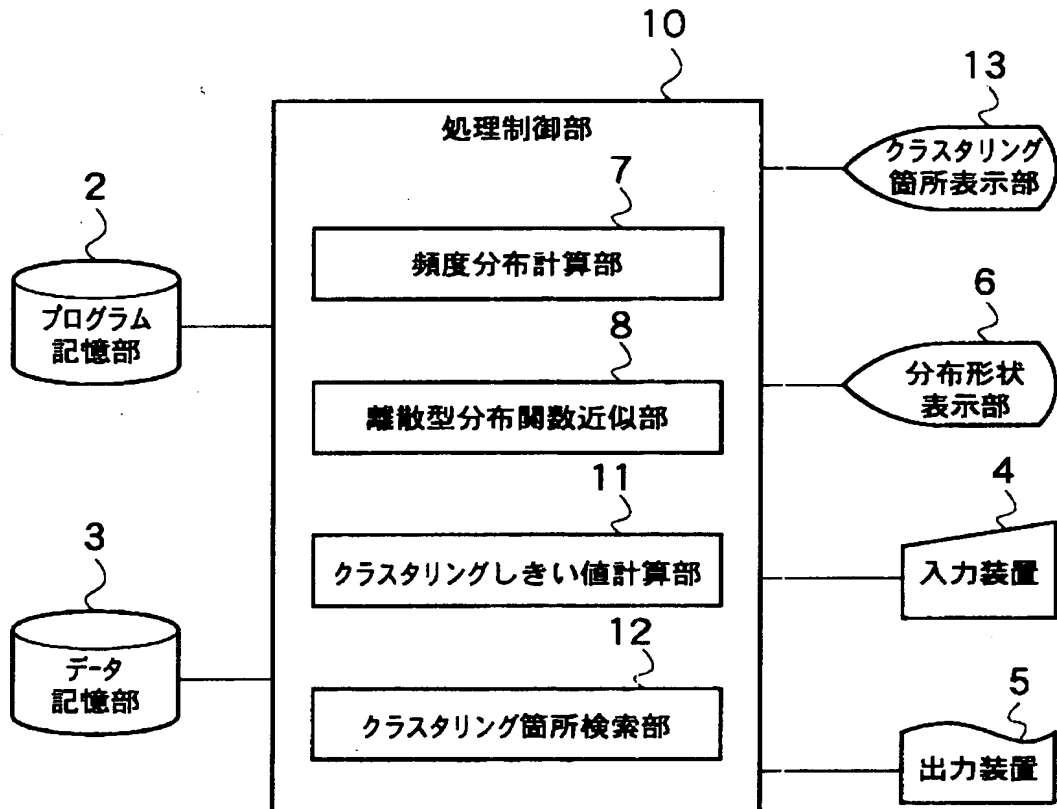 10
処理制御部
13
クラスタリング
箇所表示部
2
プログラム
記憶部
7
頻度分布計算部
6
分布形状
表示部
8
離散型分布関数近似部
11
クラスタリングしきい値計算部
4
入力装置
3
データ
記憶部
12
クラスタリング箇所検索部
5
出力装置